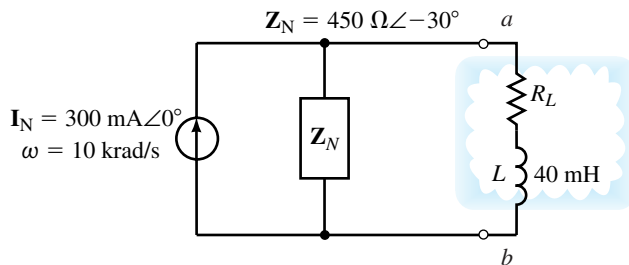 Z_N = 450 Ω∠−30°
a
I_N = 300 mA∠0°
ω = 10 krad/s
Z_N
R_L
L
40 mH
b